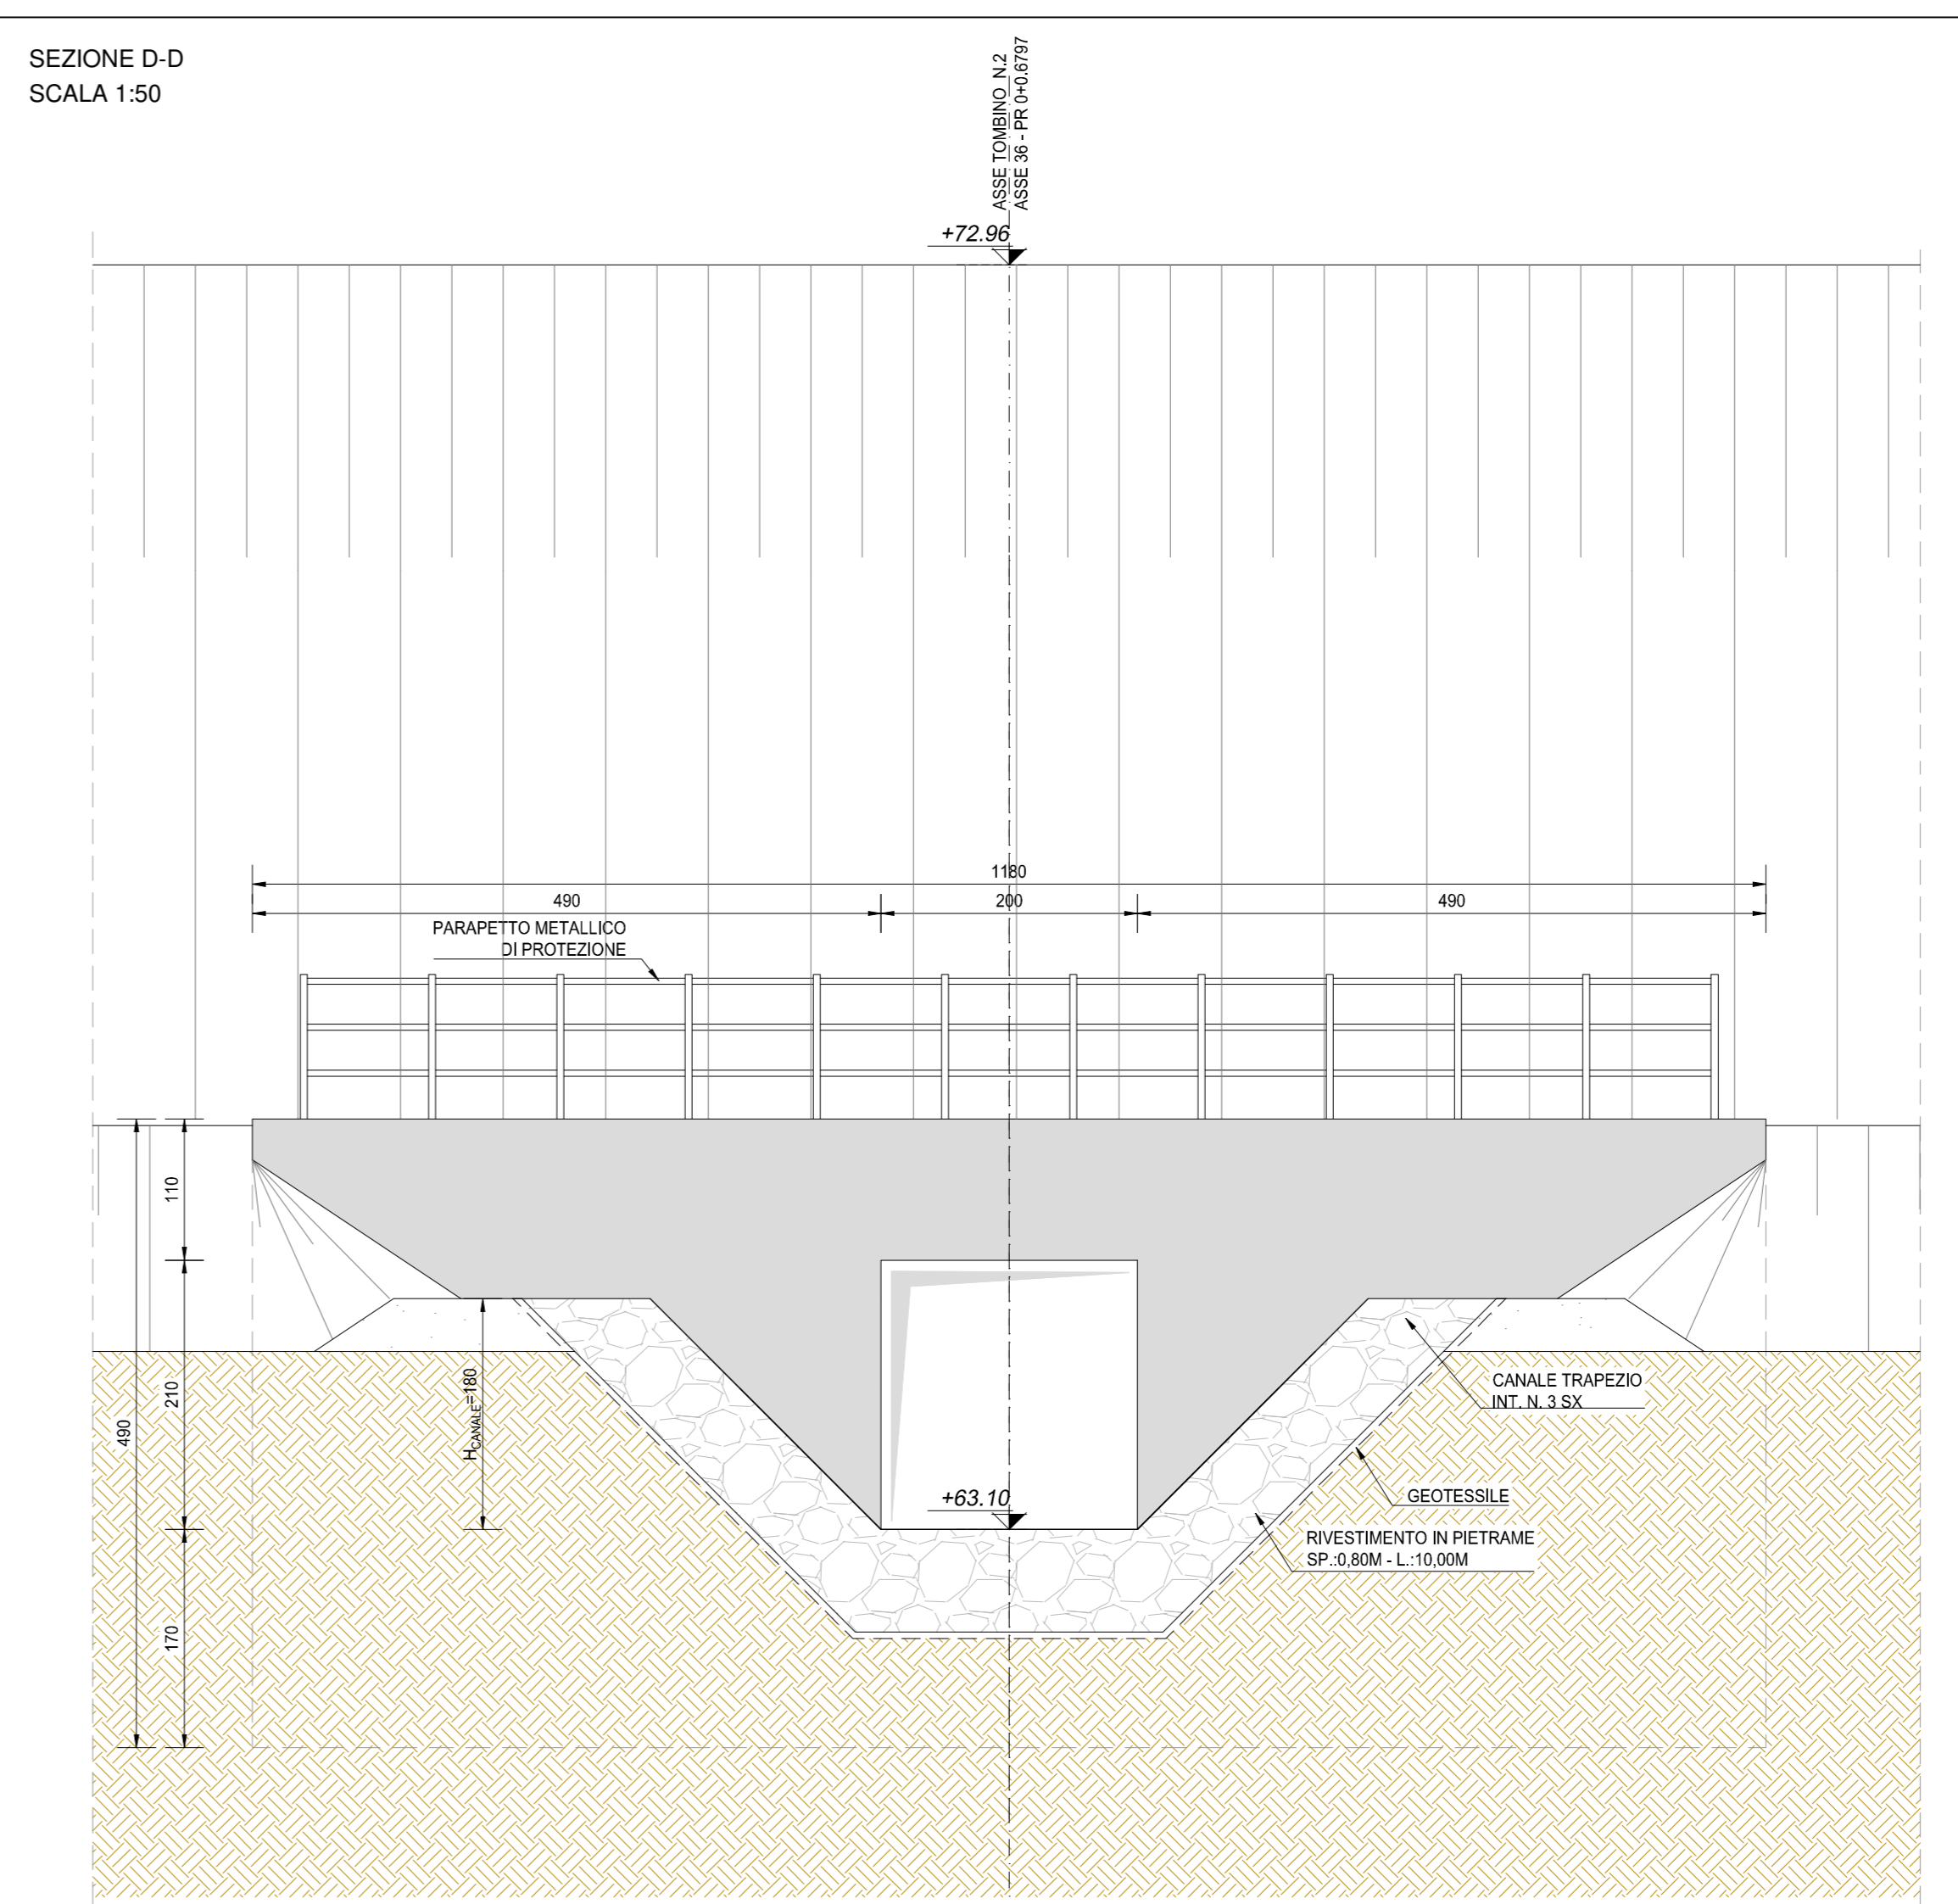 SEZIONE D-D
SCALA 1:50
ASSE TOMBINO N.2
ASSE 36 - PR 0+0.6797
+72.96
1180
490
200
490
PARAPETTO METALLICO
DI PROTEZIONE
110
210
490
170
HCANALE=180
+63.10
CANALE TRAPEZIO
INT. N. 3 SX
GEOTESSILE
RIVESTIMENTO IN PIETRAME
SP.:0,80M - L.:10,00M